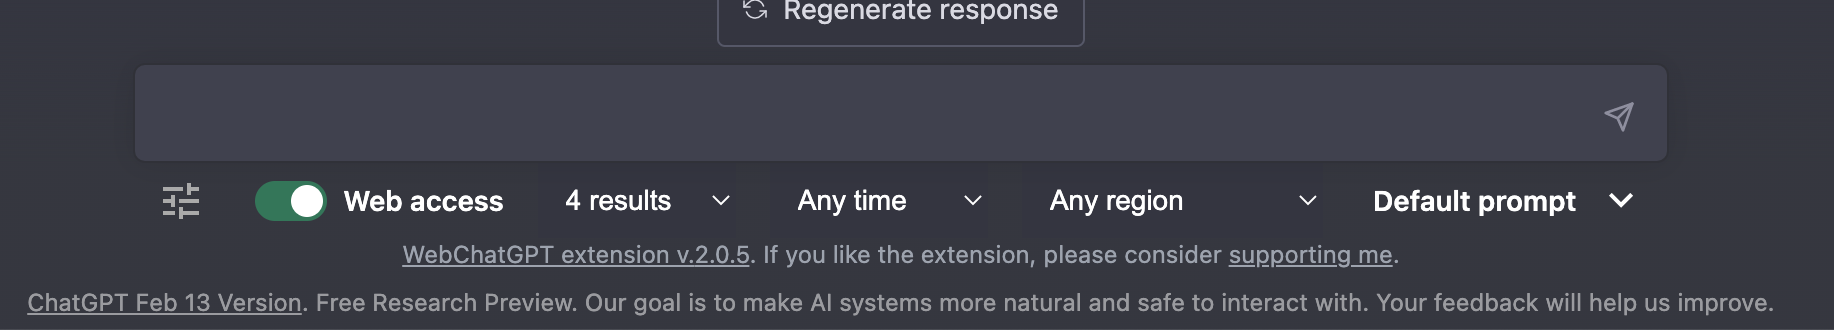 Regenerate response
Web access 4 results Any time Any region Default prompt
WebChatGPT extension v.2.0.5. If you like the extension, please consider supporting me.
ChatGPT Feb 13 Version. Free Research Preview. Our goal is to make AI systems more natural and safe to interact with. Your feedback will help us improve.